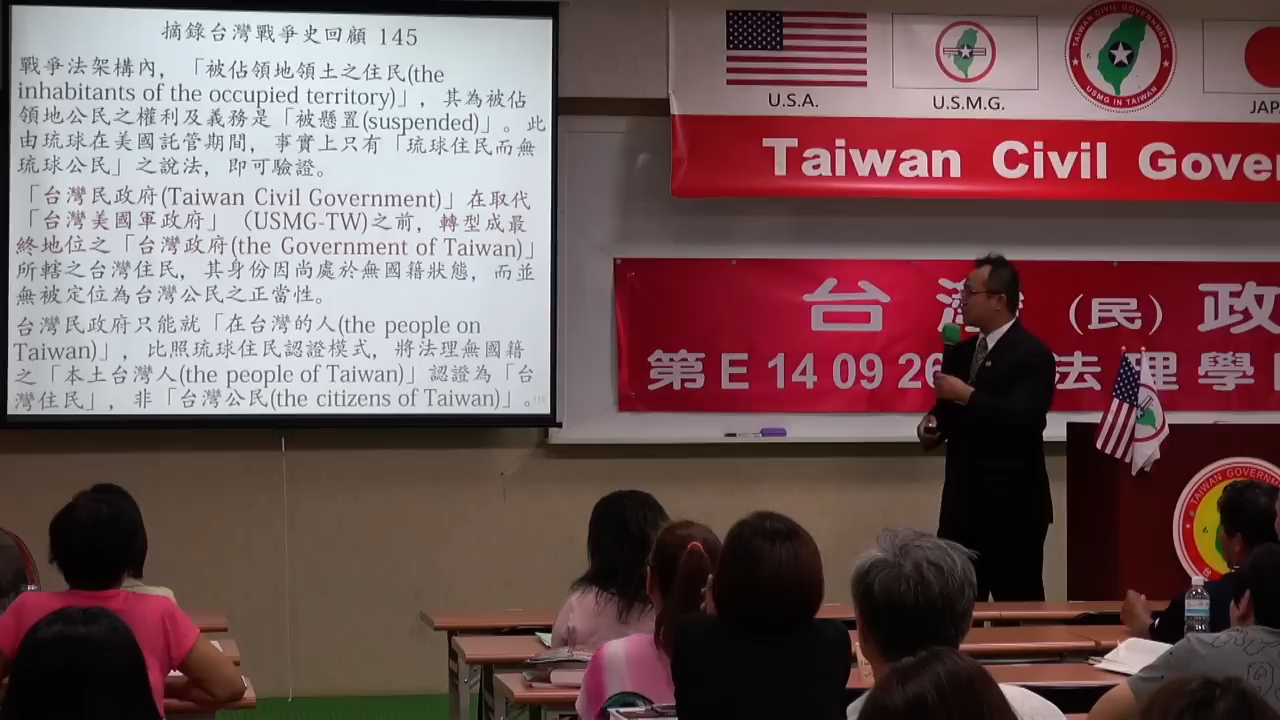 摘錄台灣戰爭史回顧 145
戰爭法架構內，「被佔領地領土之住民(the
inhabitants of the occupied territory)」，其為被佔
領地公民之權利及義務是「被懸置(suspended)」。此
由琉球在美國託管期間，事實上只有「琉球住民而無
琉球公民」之說法，即可驗證。
「台灣民政府(Taiwan Civil Government)」在取代
「台灣美國軍政府」（USMG-TW)之前，轉型成最
終地位之「台灣政府(the Government of Taiwan)」
所轄之台灣住民，其身份因尚處於無國籍狀態，而並
無被定位為台灣公民之正當性。
台灣民政府只能就「在台灣的人(the people on
Taiwan)」，比照琉球住民認證模式，將法理無國籍
之「本土台灣人(the people of Taiwan)」認證為「台
灣住民」，非「台灣公民(the citizens of Taiwan)」。
U.S.A.
U.S.M.G.
TAIWAN CIVIL GOVERNMENT
USMG IN TAIWAN
JAP
Taiwan Civil Gover
台灣（民）政
第E 14 09 26 法理學
TAIWAN GOVERNM
台